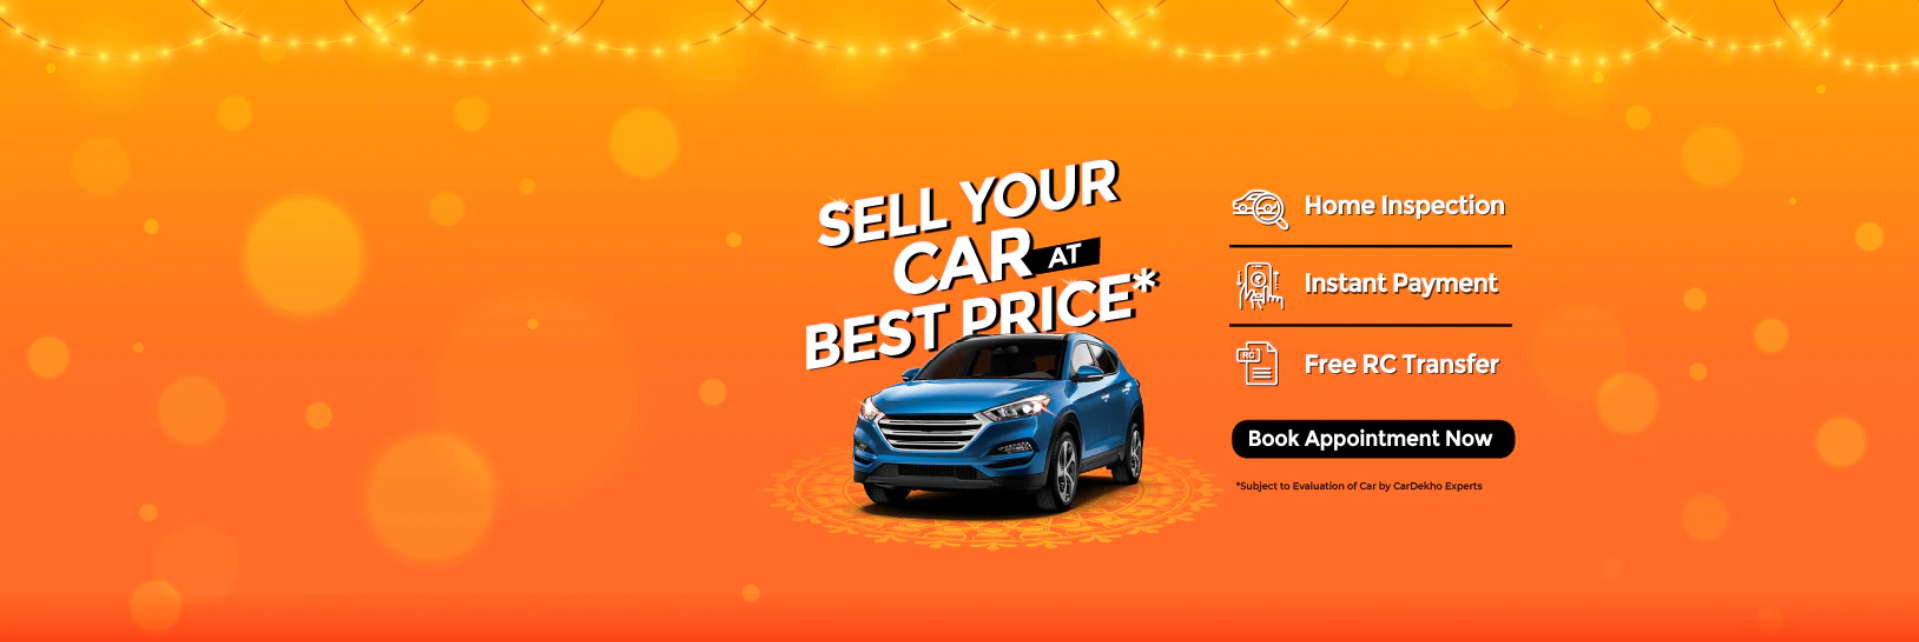 SELL YOUR
CAR AT
BEST PRICE*
Home Inspection
Instant Payment
RC
Free RC Transfer
Book Appointment Now
*Subject to Evaluation of Car by CarDekho Experts